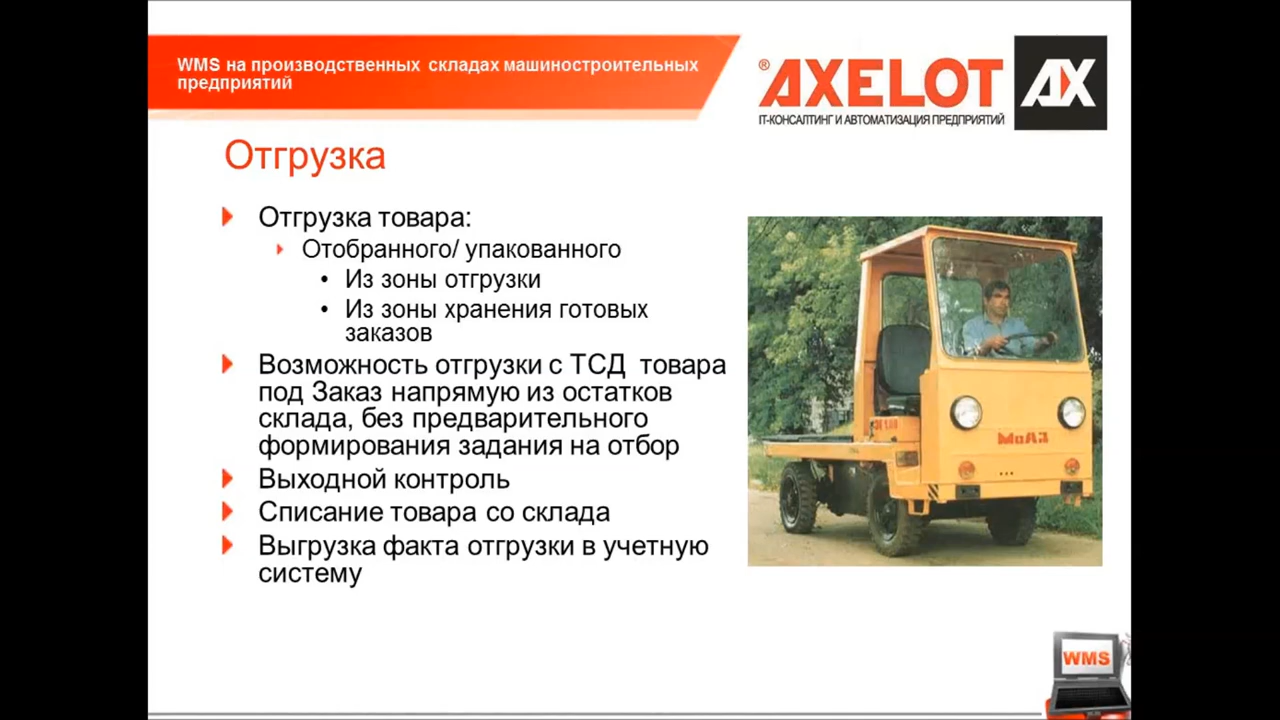 WMS на производственных складах машиностроительных
предприятий
® AXELOT AX
IT-КОНСАЛТИНГ И АВТОМАТИЗАЦИЯ ПРЕДПРИЯТИЙ
Отгрузка
Отгрузка товара:
Отобранного/ упакованного
• Из зоны отгрузки
• Из зоны хранения готовых
заказов
Возможность отгрузки с ТСД товара
под Заказ напрямую из остатков
склада, без предварительного
формирования задания на отбор
Выходной контроль
Списание товара со склада
Выгрузка факта отгрузки в учетную
систему
МоАЗ
WMS